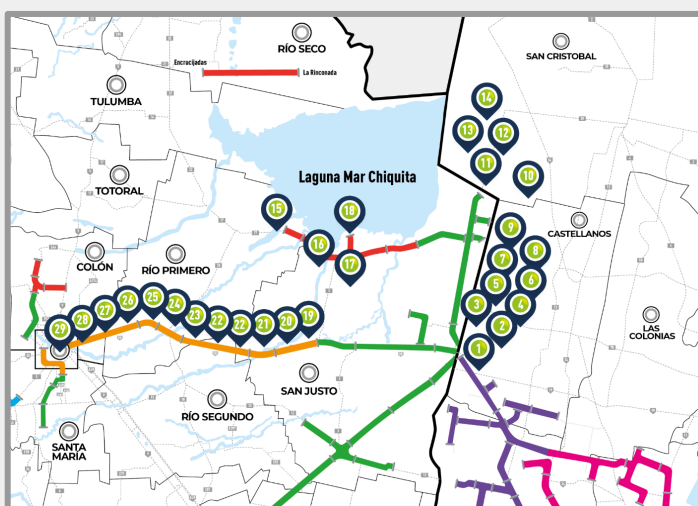 RÍO SECO
SAN CRISTOBAL
Encrucijadas
La Rinconada
TULUMBA
14
13
12
11
10
Laguna Mar Chiquita
TOTORAL
15
18
16
17
9
CASTELLANOS
8
7
6
5
4
3
2
1
COLÓN
RÍO PRIMERO
29
28
27
26
25
24
23
22
22
21
20
19
LAS
COLONIAS
SAN JUSTO
RÍO SEGUNDO
SANTA
MARIA